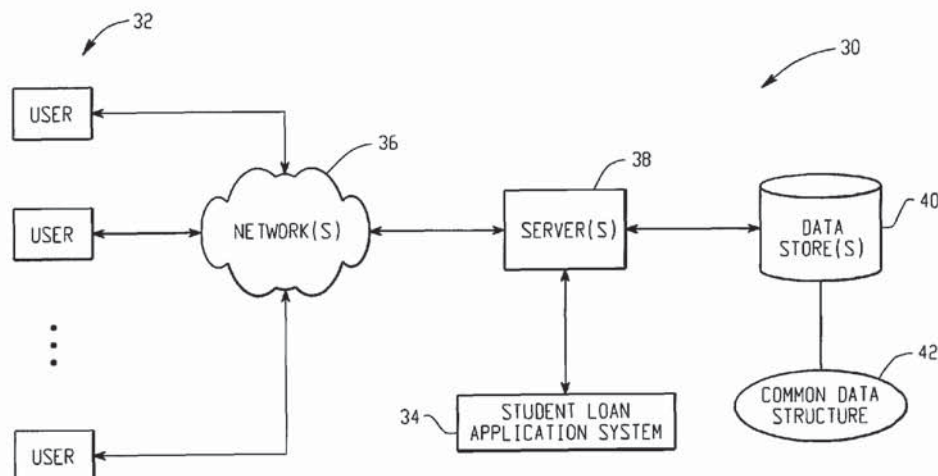 32
30
USER
36
38
40
USER
NETWORK(S)
SERVER(S)
DATA
STORE(S)
42
34
STUDENT LOAN
APPLICATION SYSTEM
COMMON DATA
STRUCTURE
USER